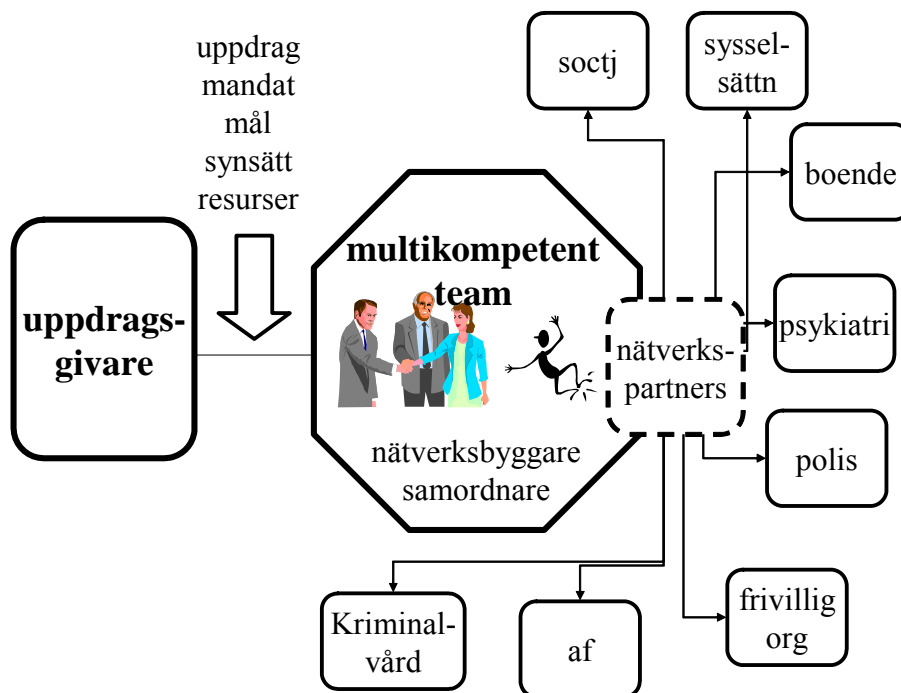 uppdrag
mandat
mål
synsätt
resurser
uppdrags-
givare
multikompetent
team
nätverksbyggare
samordnare
nätverks-
partners
soctj
syssel-
sättn
boende
psykiatri
polis
frivillig
org
af
Kriminal-
vård